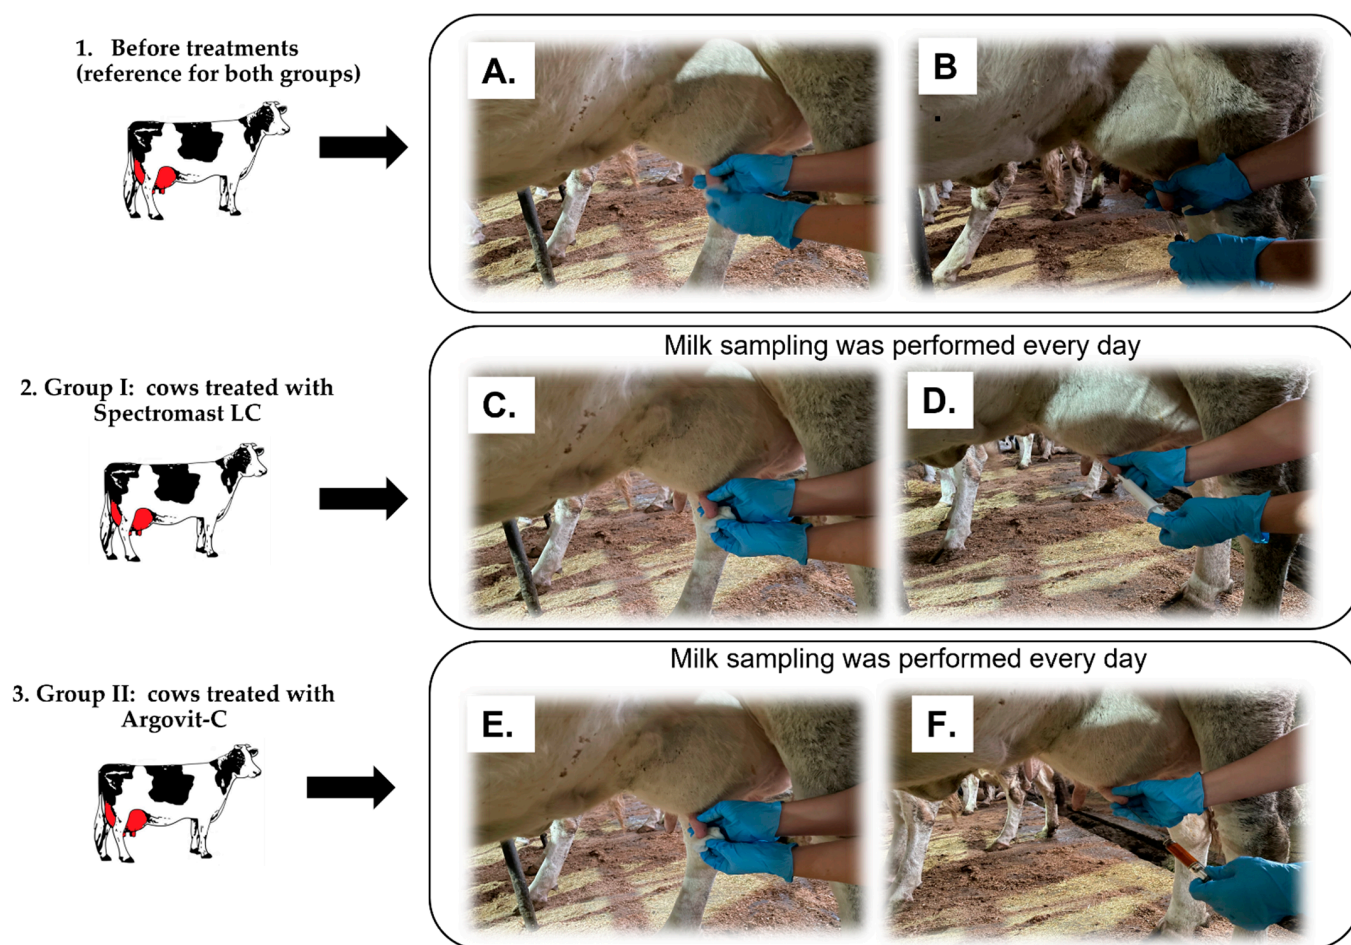 1. Before treatments
(reference for both groups)
A.
B
Milk sampling was performed every day
2. Group I: cows treated with
Spectromast LC
C.
D.
Milk sampling was performed every day
3. Group II: cows treated with
Argovit-C
E.
F.